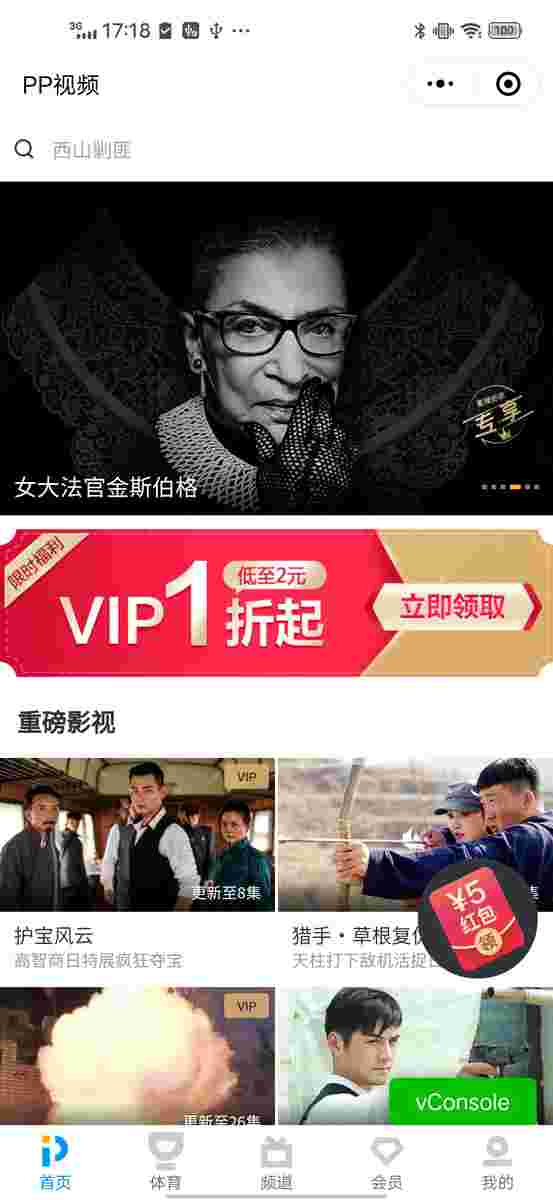 3G 17:18 100
PP视频
西山剿匪
专享
女大法官金斯伯格
限时福利
VIP1折起
低至2元
立即领取
重磅影视
VIP
更新至8集
集
护宝风云
猎手·草根复仇
高智商日特展疯狂夺宝
天柱打下敌机活捉日
¥5
红包
领
VIP
更新至26集
vConsole
首页
体育
频道
会员
我的